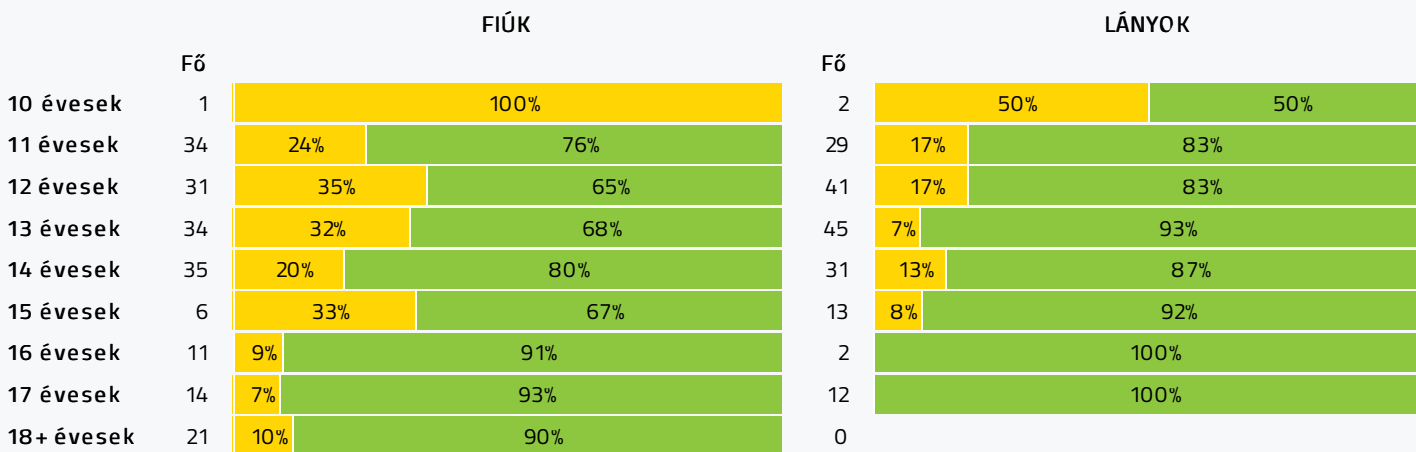 FIÚK LÁNYOK
Fő Fő
10 évesek 1 100% 2 50% 50%
11 évesek 34 24% 76% 29 17% 83%
12 évesek 31 35% 65% 41 17% 83%
13 évesek 34 32% 68% 45 7% 93%
14 évesek 35 20% 80% 31 13% 87%
15 évesek 6 33% 67% 13 8% 92%
16 évesek 11 9% 91% 2 100%
17 évesek 14 7% 93% 12 100%
18+ évesek 21 10% 90% 0